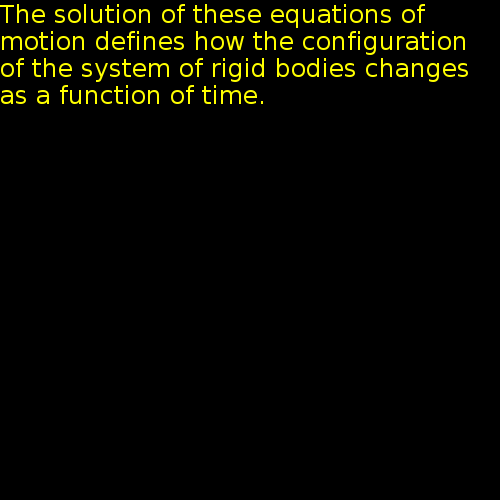 The solution of these equations of
motion defines how the configuration
of the system of rigid bodies changes
as a function of time.